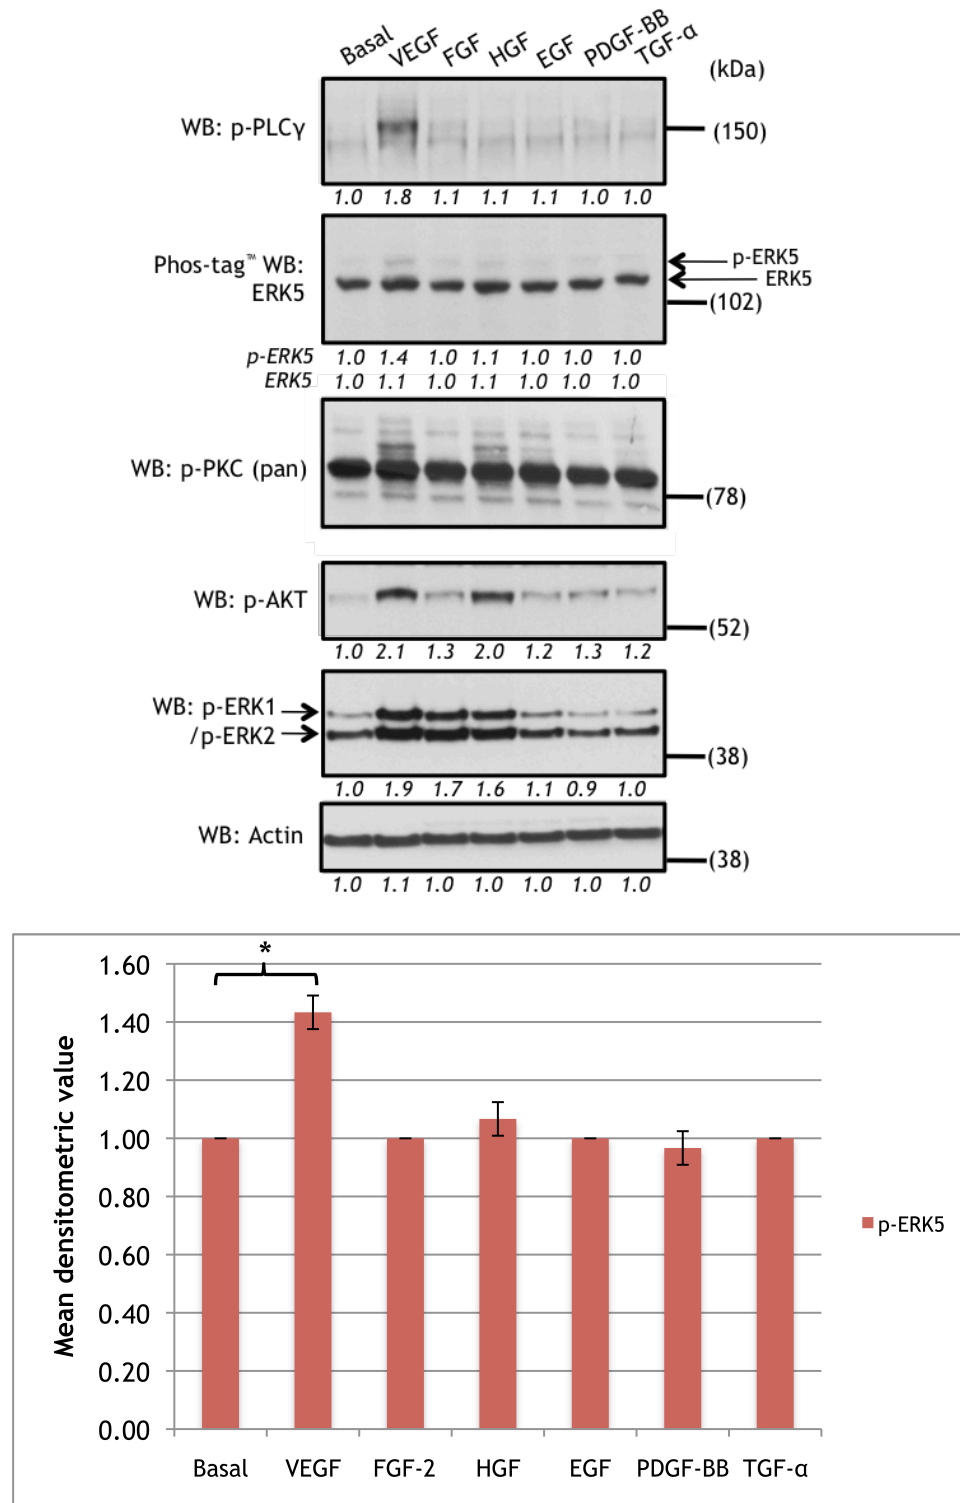 Basal VEGF FGF HGF EGF PDGF-BB TGF-α
(kDa)
WB: p-PLCγ
(150)
1.0 1.8 1.1 1.1 1.1 1.0 1.0
Phos-tag™ WB:
ERK5
p-ERK5
ERK5
(102)
p-ERK5 1.0 1.4 1.0 1.1 1.0 1.0 1.0
ERK5 1.0 1.1 1.0 1.1 1.0 1.0 1.0
WB: p-PKC (pan)
(78)
WB: p-AKT
(52)
1.0 2.1 1.3 2.0 1.2 1.3 1.2
WB: p-ERK1
/p-ERK2
(38)
1.0 1.9 1.7 1.6 1.1 0.9 1.0
WB: Actin
(38)
1.0 1.1 1.0 1.0 1.0 1.0 1.0
*
1.60
1.40
1.20
1.00
0.80
0.60
0.40
0.20
0.00
Mean densitometric value
Basal VEGF FGF-2 HGF EGF PDGF-BB TGF-α
p-ERK5